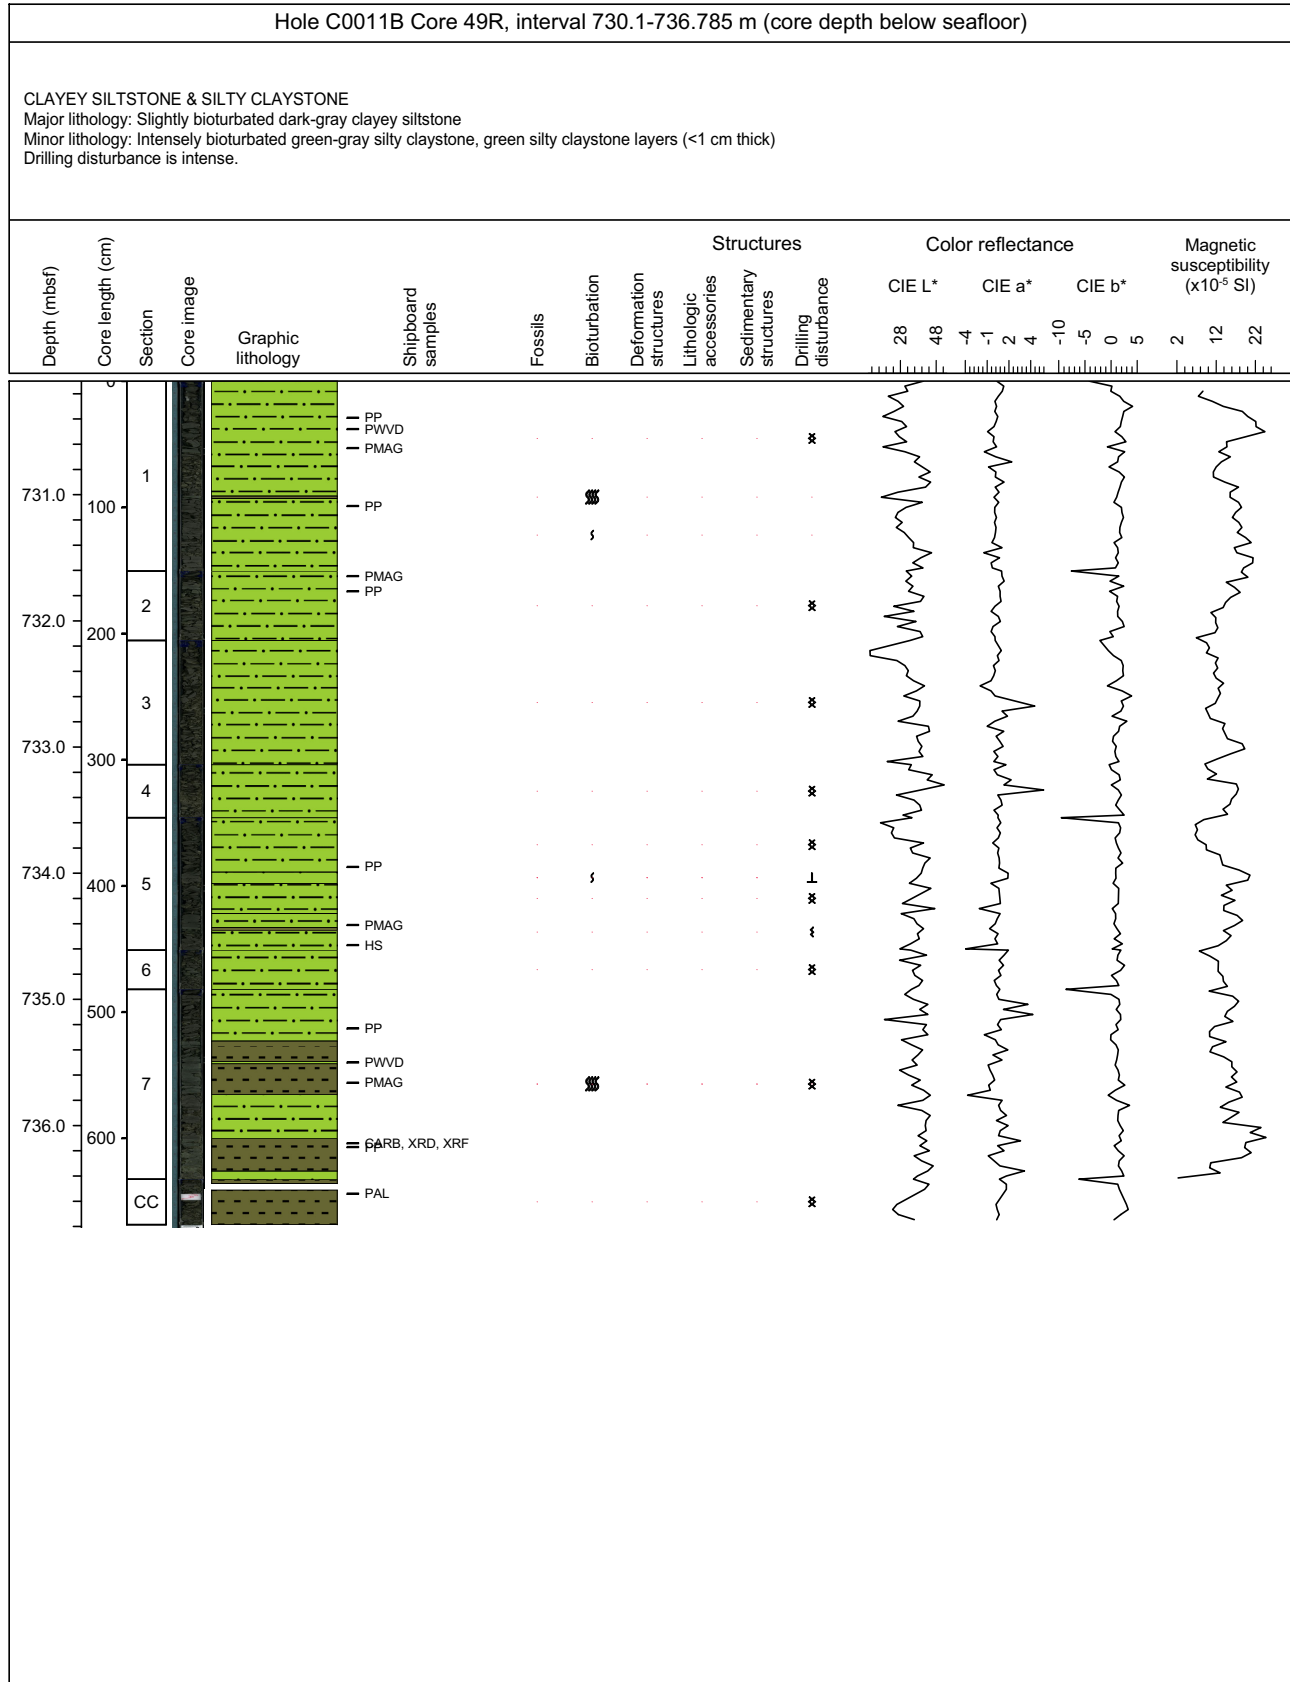 Hole C0011B Core 49R, interval 730.1-736.785 m (core depth below seafloor)
CLAYEY SILTSTONE & SILTY CLAYSTONE
Major lithology: Slightly bioturbated dark-gray clayey siltstone
Minor lithology: Intensely bioturbated green-gray silty claystone, green silty claystone layers (<1 cm thick)
Drilling disturbance is intense.
Depth (mbsf)
Core length (cm)
Section
Core image
Graphic
lithology
Shipboard
samples
Fossils
Bioturbation
Structures
Deformation
structures
Lithologic
accessories
Sedimentary
structures
Drilling
disturbance
Color reflectance
CIE L*
CIE a*
CIE b*
Magnetic
susceptibility
(x10-5 SI)
28 48
-4 -1 2 4
-10 -5 0 5
2 12 22
0
PP
PWVD
PMAG
1
731.0
100
PP
PMAG
PP
2
732.0
200
3
733.0
300
4
PP
734.0
400
5
PMAG
HS
6
735.0
500
PP
PWVD
7
PMAG
736.0
600
CARB, XRD, XRF
PP
PAL
CC